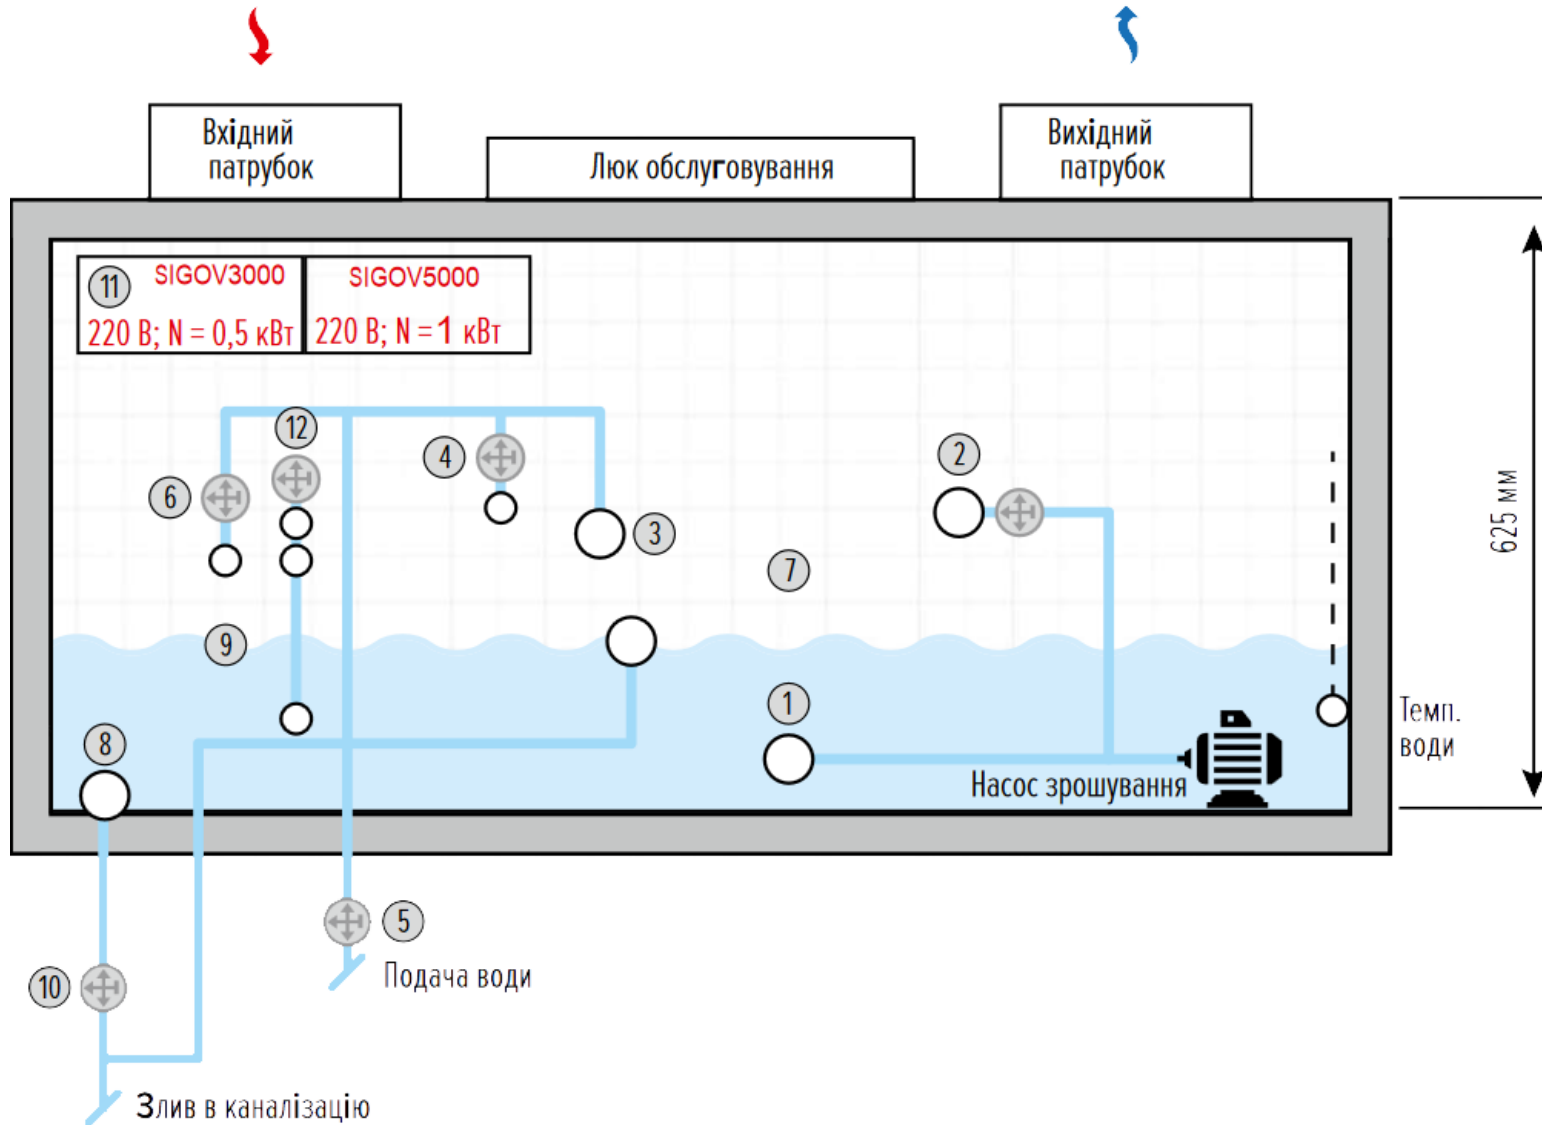 Вхідний
патрубок
Люк обслуговування
Вихідний
патрубок
11
SIGOV3000
220 В; N = 0,5 кВт
SIGOV5000
220 В; N = 1 кВт
12
4
2
6
3
7
625 мм
9
1
8
Темп.
води
Насос зрошування
5
Подача води
10
Злив в каналізацію